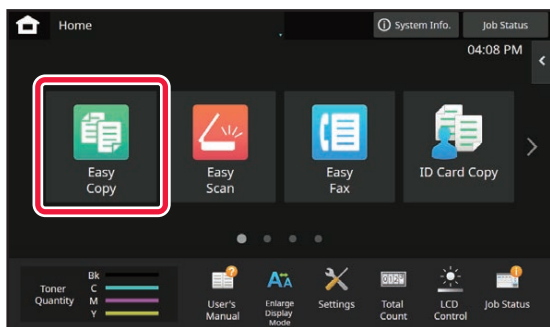 Home
System Info.
Job Status
04:08 PM
Easy
Copy
Easy
Scan
Easy
Fax
ID Card Copy
Toner
Quantity
Bk
C
M
Y
User's
Manual
Enlarge
Display
Mode
Settings
Total
Count
LCD
Control
Job Status